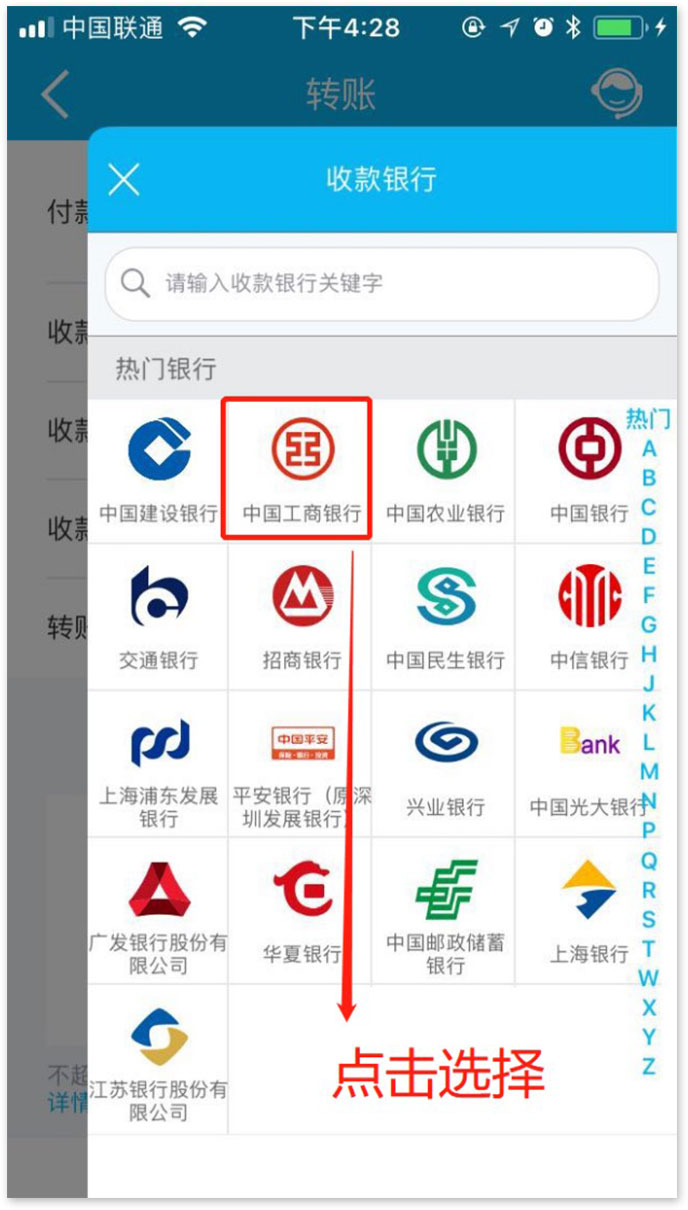 中国联通
下午4:28
转账
付款
收款银行
请输入收款银行关键字
收款
热门银行
热门
收款
收款
转账
中国建设银行
中国工商银行
中国农业银行
中国银行
交通银行
招商银行
中国民生银行
中信银行
中国平安
保险·银行·投资
Bank
上海浦东发展
银行
平安银行（原深
圳发展银行）
兴业银行
中国光大银行
广发银行股份有
限公司
华夏银行
中国邮政储蓄
银行
上海银行
江苏银行股份有
限公司
A
B
C
D
E
F
G
H
J
K
L
M
N
P
Q
R
S
T
W
X
Y
Z
点击选择
不超
详情